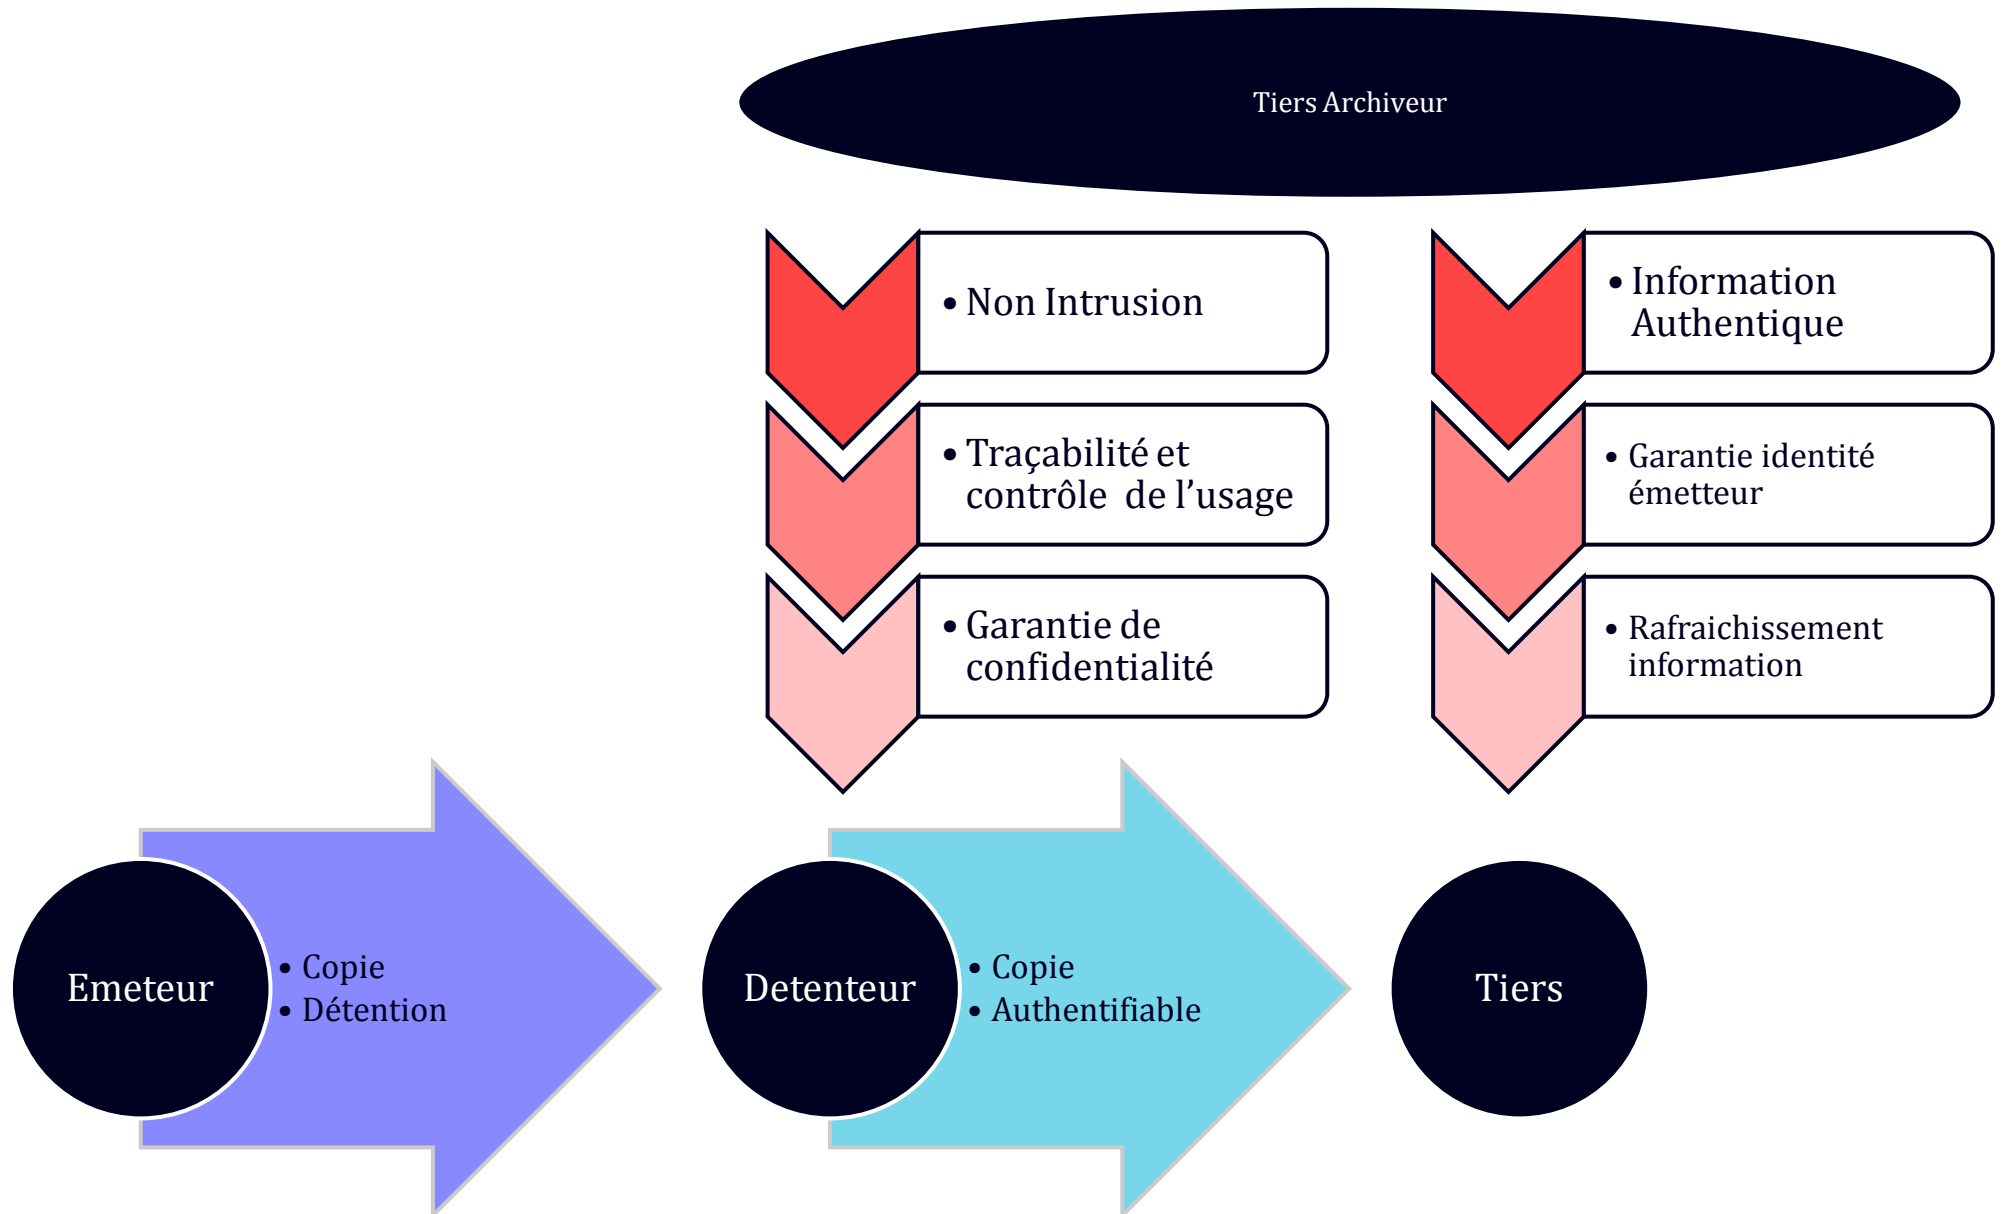 Tiers Archiveur
• Non Intrusion
• Traçabilité et
contrôle  de l’usage
• Garantie de
confidentialité
• Information
Authentique
• Garantie identité
émetteur
• Rafraichissement
information
Emeteur
• Copie
• Détention
Detenteur
• Copie
• Authentifiable
Tiers